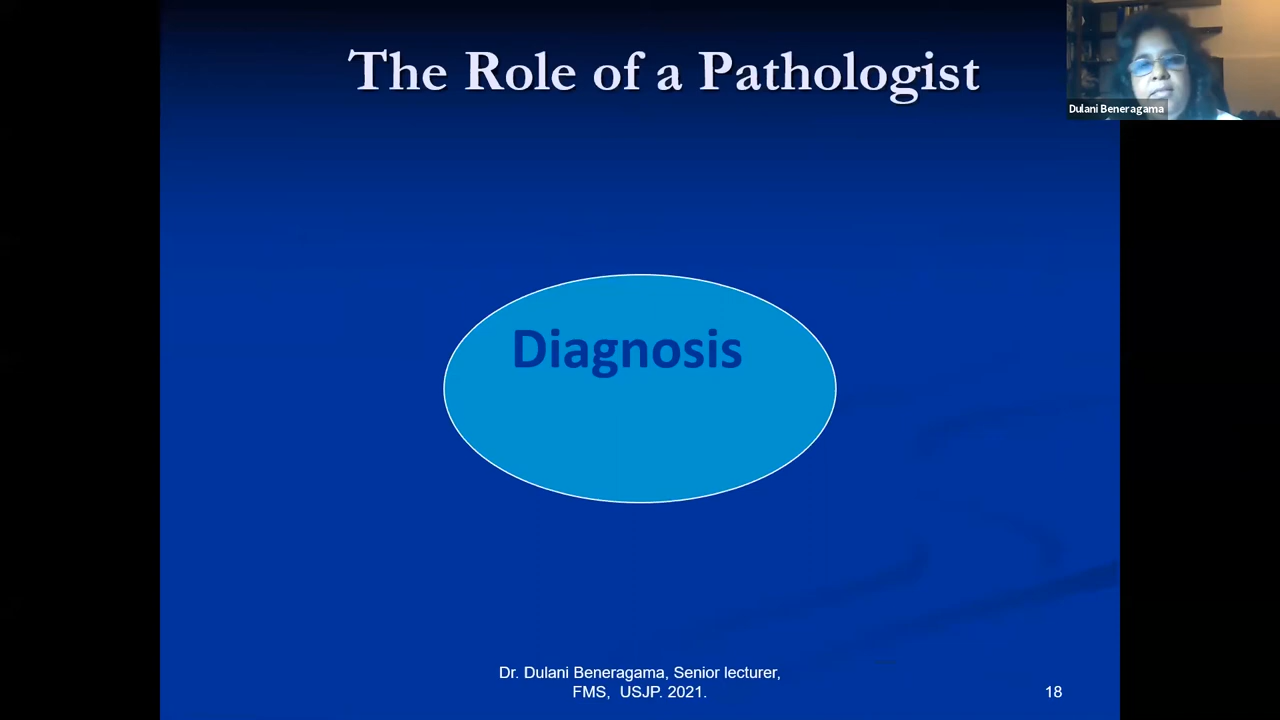 The Role of a Pathologist
Dulani Beneragama
Diagnosis
Dr. Dulani Beneragama, Senior lecturer,
FMS, USJP. 2021.
18